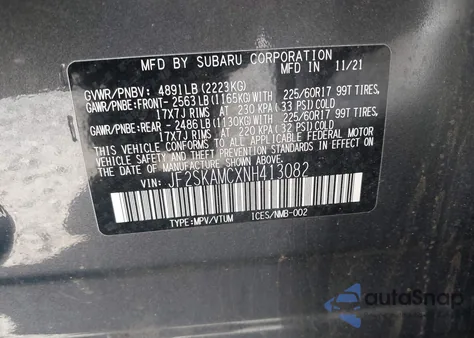 MFD BY SUBARU CORPORATION 11/21
GVWR/PNBV: 4891LB (2223KG)
GAWR/PNBE:FRONT- 2563LB(1165KG)WITH 225/60R17 99T TIRES,
17X7J RIMS AT 230 KPA(33 PSI)COLD
GAWR/PNBE:REAR - 2486LB(1130KG)WITH 225/60R17 99T TIRES,
17X7J RIMS AT 220 KPA(32 PSI)COLD
THIS VEHICLE CONFORMS TO ALL APPLICABLE FEDERAL MOTOR
VEHICLE SAFETY, BUMPER, AND THEFT PREVENTION STANDARDS
IN EFFECT ON THE DATE OF MANUFACTURE SHOWN ABOVE.
VIN: JF2SKAMCXNH413082
TYPE:MPV/VTUM ICES/NMB-002
autoSnap